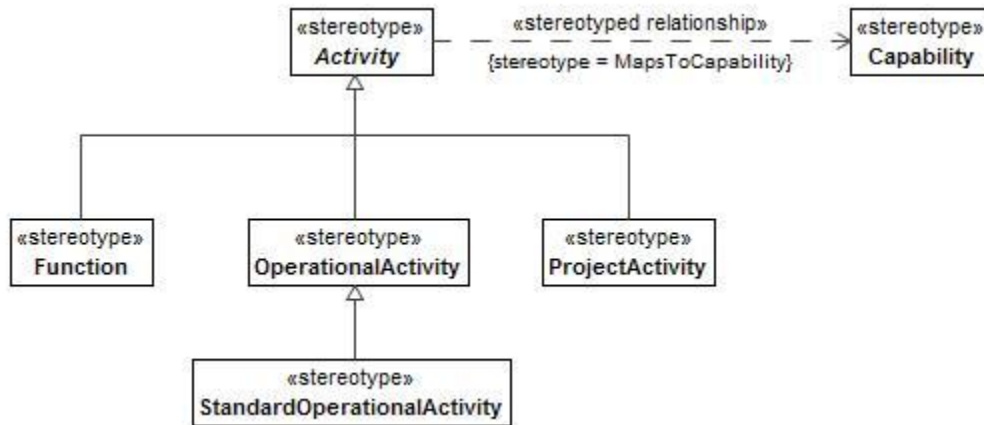 «stereotype»
Activity
«stereotyped relationship»
{stereotype = MapsToCapability}
«stereotype»
Capability
«stereotype»
Function
«stereotype»
OperationalActivity
«stereotype»
ProjectActivity
«stereotype»
StandardOperationalActivity